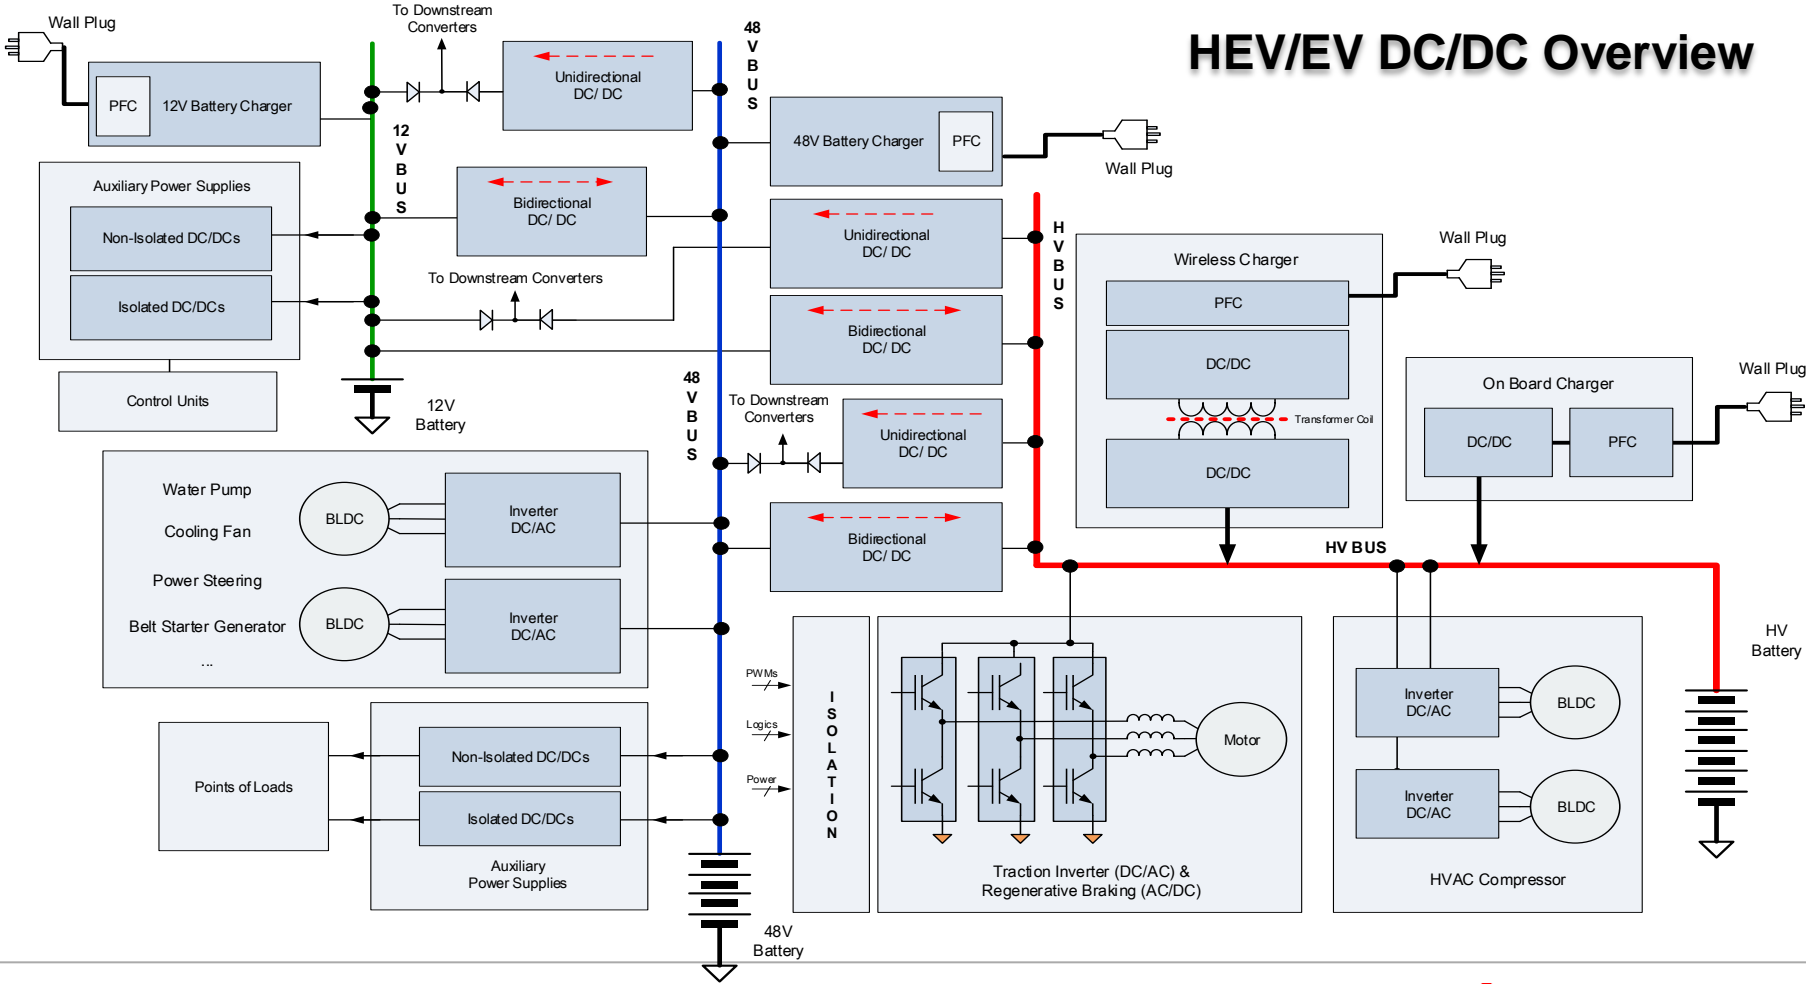 HEV/EV DC/DC Overview
Wall Plug
PFC
12V Battery Charger
To Downstream
Converters
Unidirectional
DC/ DC
48
V
B
U
S
12
V
B
U
S
48V Battery Charger
PFC
Wall Plug
Auxiliary Power Supplies
Non-Isolated DC/DCs
Isolated DC/DCs
Control Units
Bidirectional
DC/ DC
To Downstream Converters
Unidirectional
DC/ DC
Bidirectional
DC/ DC
H
V
B
U
S
Wireless Charger
PFC
DC/DC
Transformer Coil
DC/DC
Wall Plug
On Board Charger
DC/DC
PFC
Wall Plug
12V
Battery
48
V
B
U
S
To Downstream
Converters
Unidirectional
DC/ DC
Bidirectional
DC/ DC
HV BUS
Water Pump
Cooling Fan
Power Steering
Belt Starter Generator
...
BLDC
Inverter
DC/AC
BLDC
Inverter
DC/AC
Points of Loads
Non-Isolated DC/DCs
Isolated DC/DCs
Auxiliary
Power Supplies
48V
Battery
PWMs
Logics
Power
I
S
O
L
A
T
I
O
N
Motor
Traction Inverter (DC/AC) &
Regenerative Braking (AC/DC)
Inverter
DC/AC
BLDC
Inverter
DC/AC
BLDC
HVAC Compressor
HV
Battery